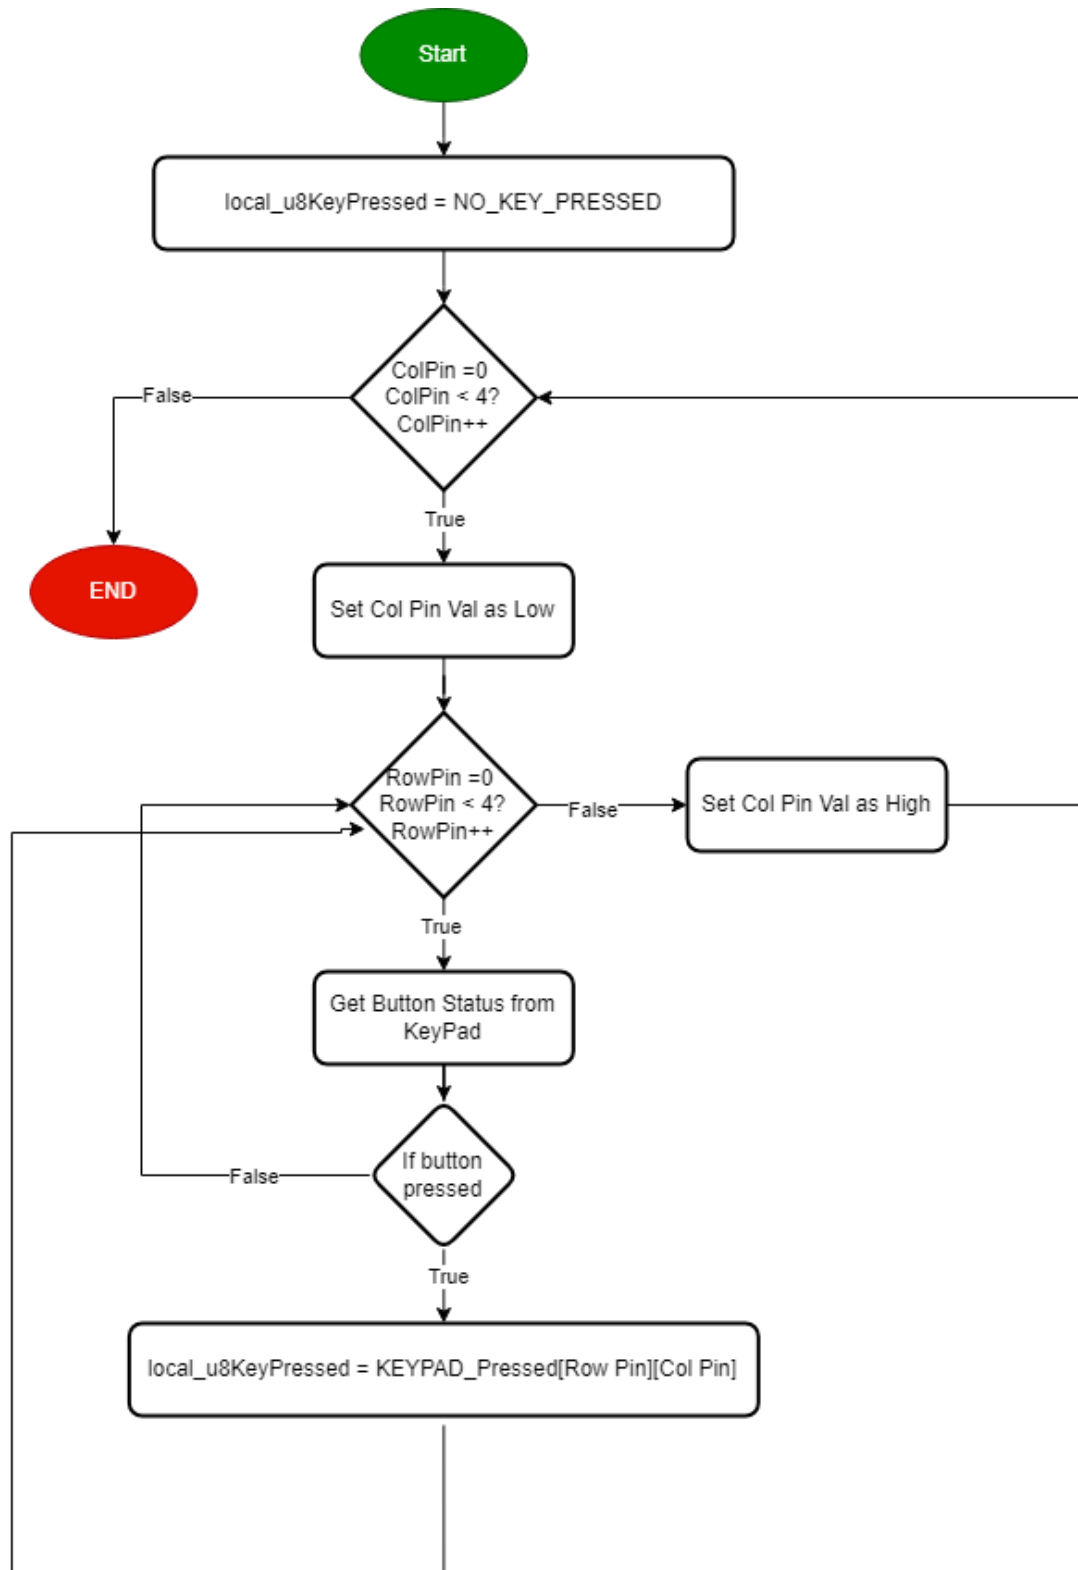 Start
local_u8KeyPressed = NO_KEY_PRESSED
ColPin =0
ColPin < 4?
ColPin++
False
True
END
Set Col Pin Val as Low
RowPin =0
RowPin < 4?
RowPin++
False
Set Col Pin Val as High
True
Get Button Status from
KeyPad
If button
pressed
False
True
local_u8KeyPressed = KEYPAD_Pressed[Row Pin][Col Pin]